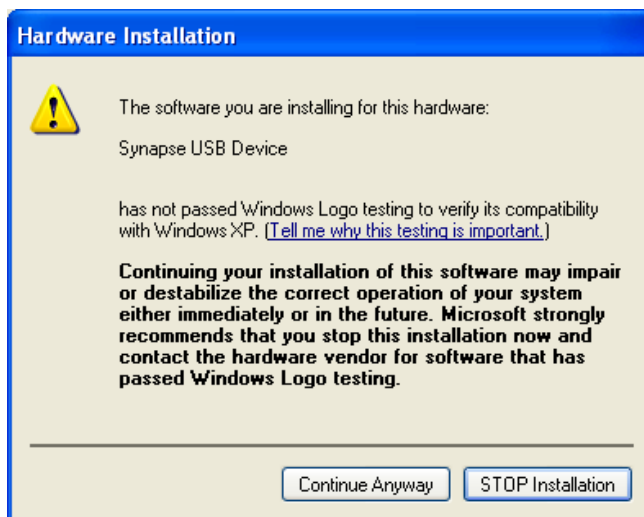 Hardware Installation
The software you are installing for this hardware:
Synapse USB Device
has not passed Windows Logo testing to verify its compatibility
with Windows XP. (Tell me why this testing is important.)
Continuing your installation of this software may impair
or destabilize the correct operation of your system
either immediately or in the future. Microsoft strongly
recommends that you stop this installation now and
contact the hardware vendor for software that has
passed Windows Logo testing.
Continue Anyway
STOP Installation